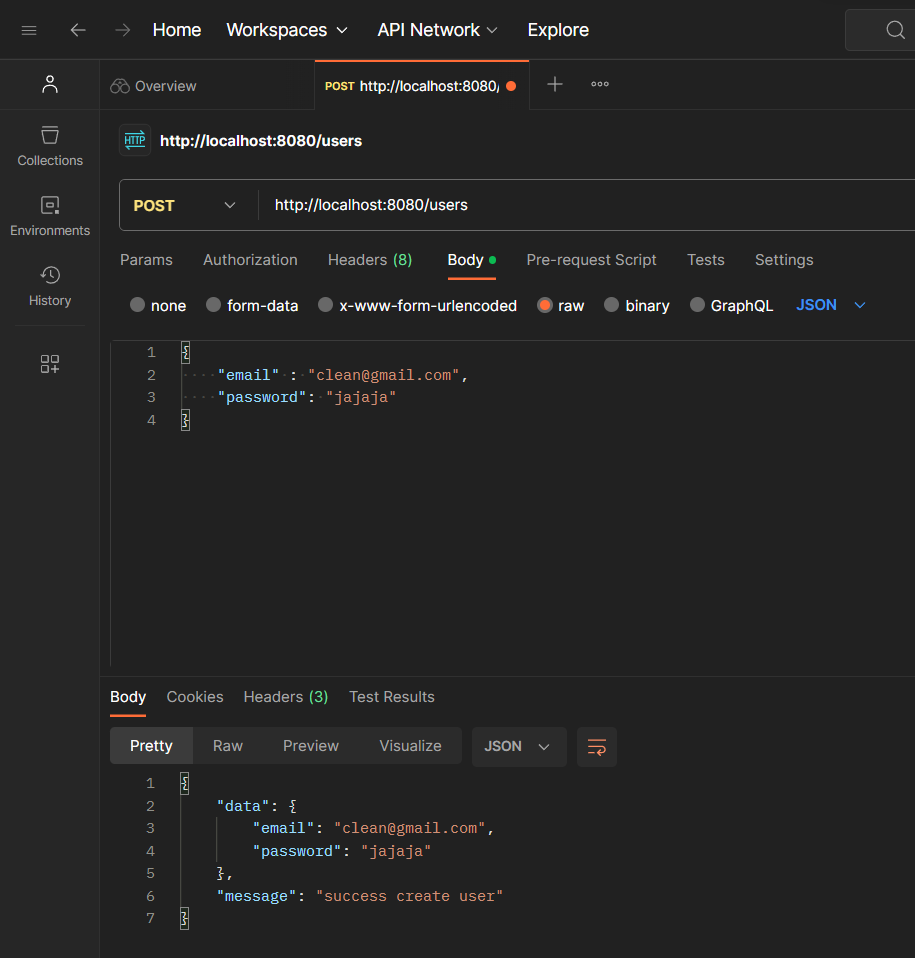 Home Workspaces API Network Explore
Overview POST http://localhost:8080/
HTTP http://localhost:8080/users
Collections
Environments
History
POST http://localhost:8080/users
Params Authorization Headers (8) Body Pre-request Script Tests Settings
none form-data x-www-form-urlencoded raw binary GraphQL JSON
1 {
2 "email" : "clean@gmail.com",
3 "password": "jajaja"
4 }
Body Cookies Headers (3) Test Results
Pretty Raw Preview Visualize JSON
1 {
2 "data": {
3 "email": "clean@gmail.com",
4 "password": "jajaja"
5 },
6 "message": "success create user"
7 }